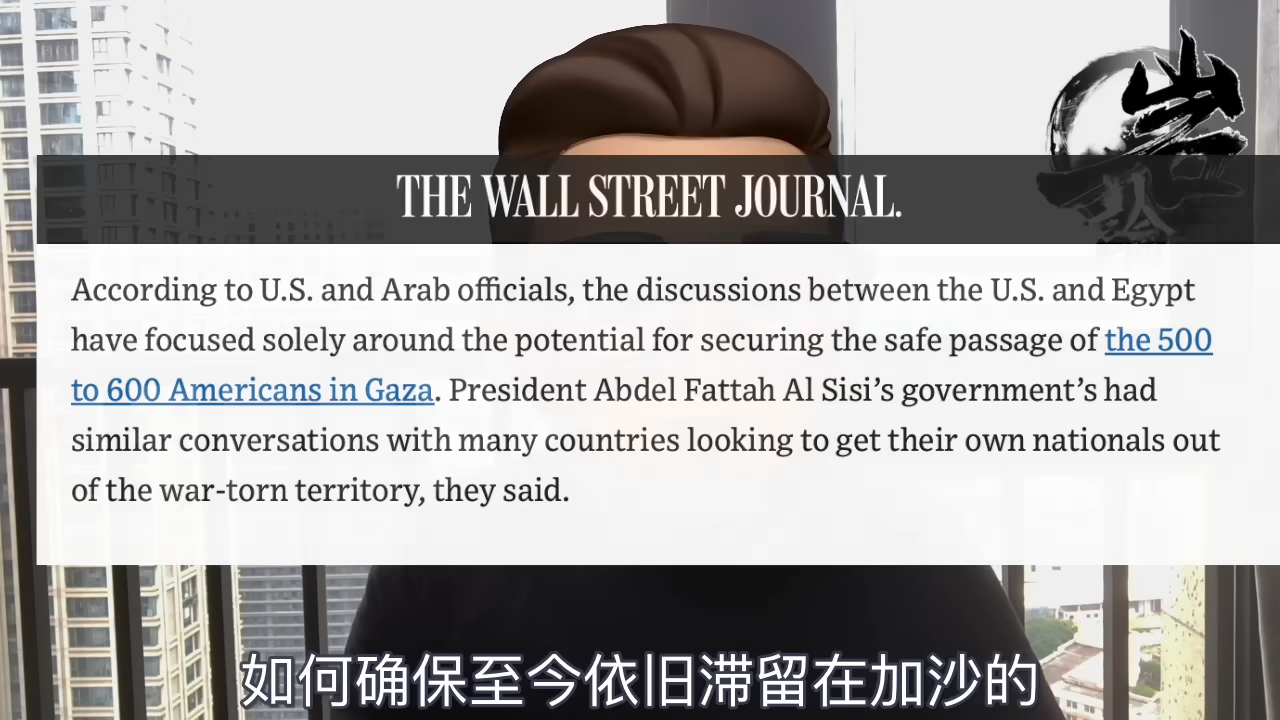 THE WALL STREET JOURNAL.
According to U.S. and Arab officials, the discussions between the U.S. and Egypt
have focused solely around the potential for securing the safe passage of the 500
to 600 Americans in Gaza. President Abdel Fattah Al Sisi’s government’s had
similar conversations with many countries looking to get their own nationals out
of the war-torn territory, they said.
如何确保至今依旧滞留在加沙的